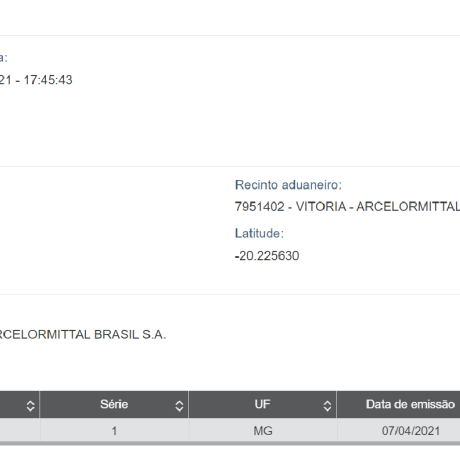 a:
21 - 17:45:43
Recinto aduaneiro:
7951402 - VITORIA - ARCELORMITTAL
Latitude:
-20.225630
RCELORMITTAL BRASIL S.A.
Série UF Data de emissão
1 MG 07/04/2021